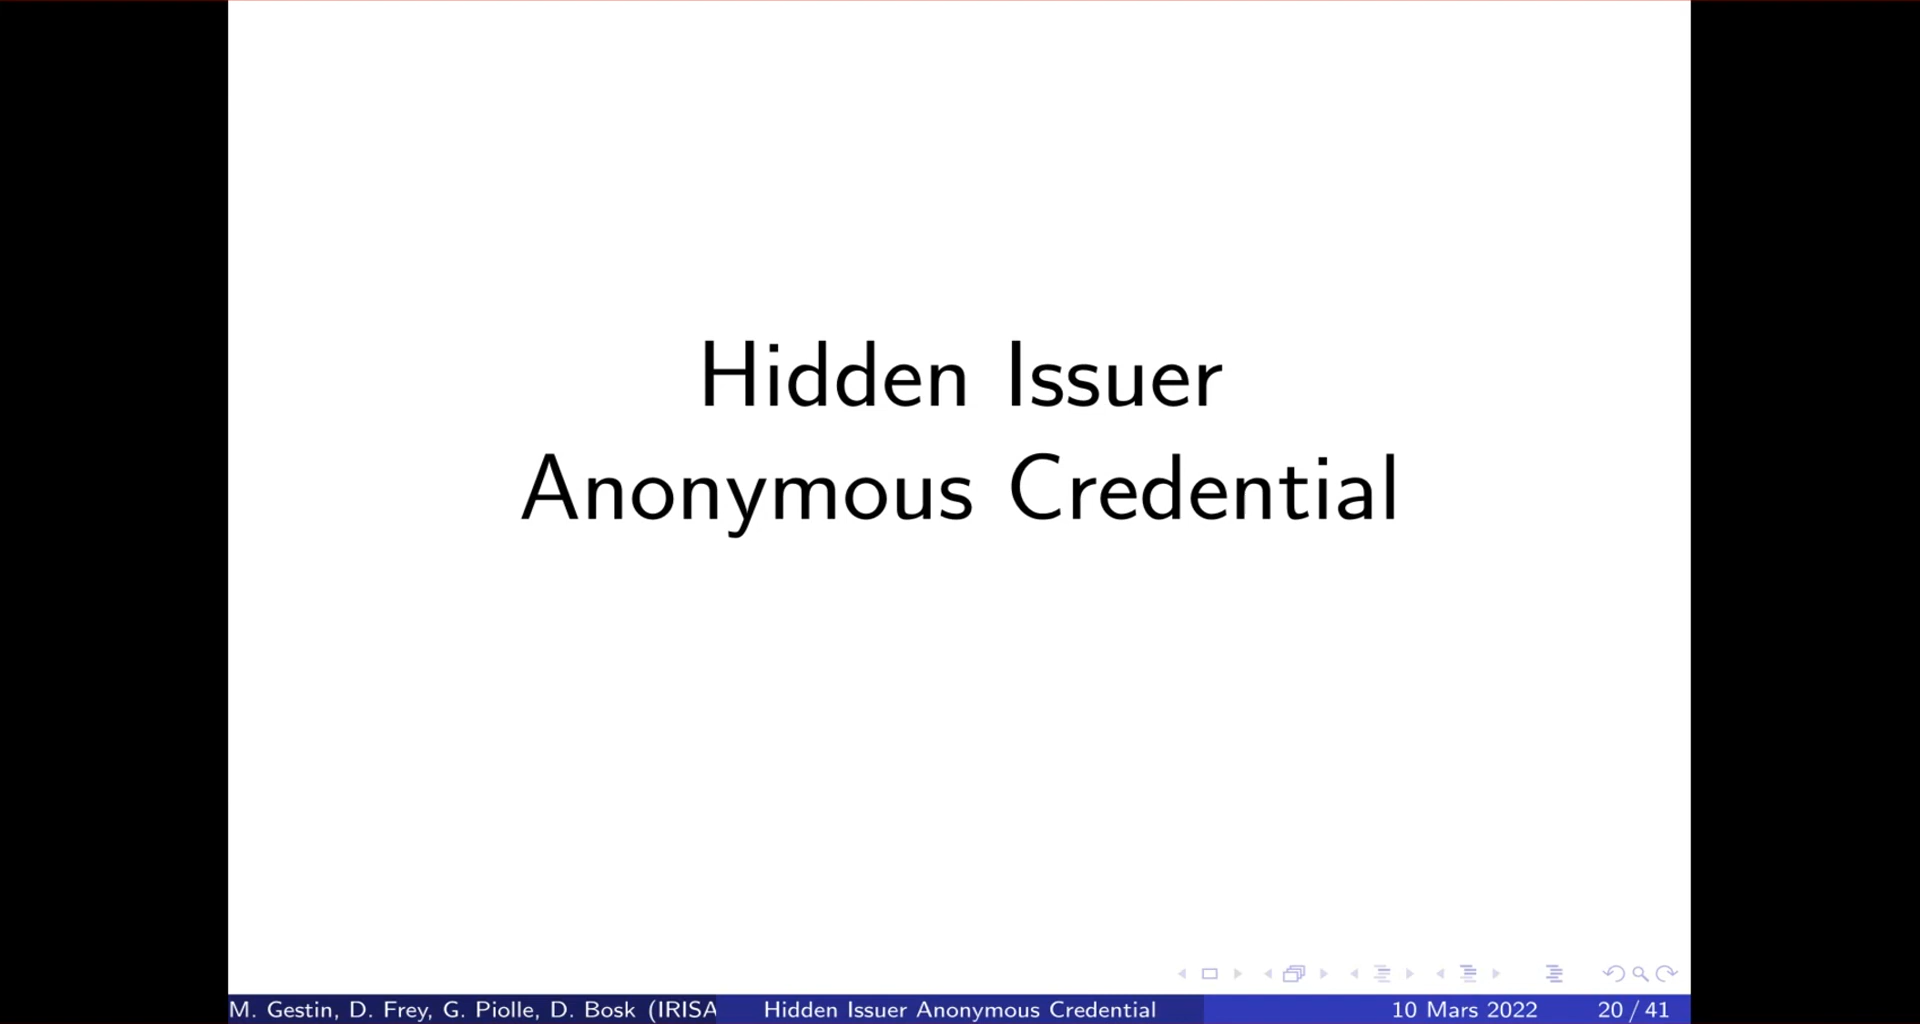 Hidden Issuer
Anonymous Credential
M. Gestin, D. Frey, G. Piolle, D. Bosk (IRISA Hidden Issuer Anonymous Credential 10 Mars 2022 20 / 41